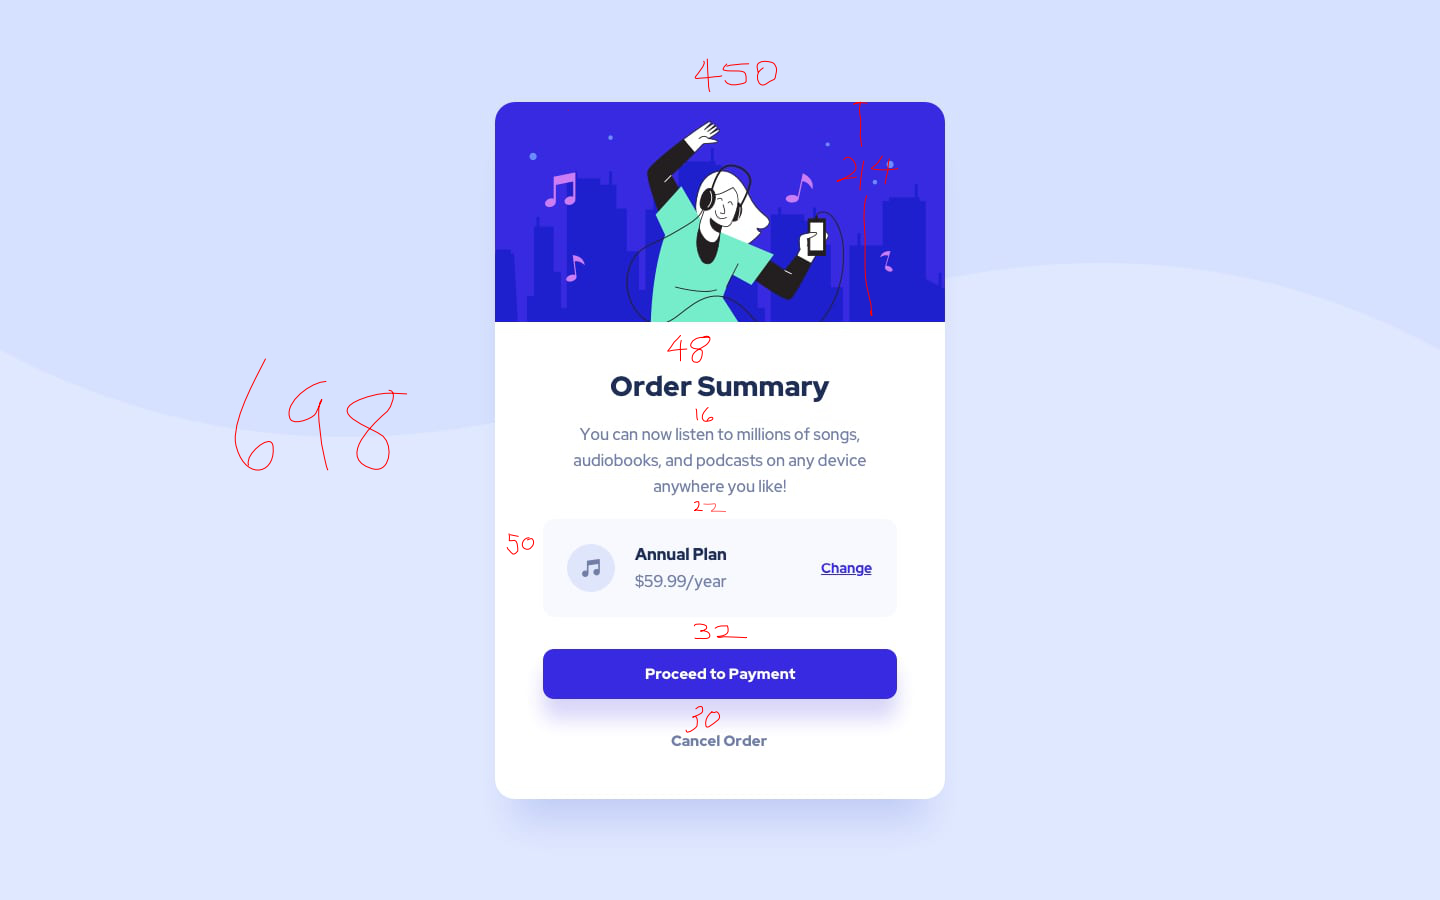 450
48
Order Summary
16
You can now listen to millions of songs,
audiobooks, and podcasts on any device
anywhere you like!
698
22
50
Annual Plan
$59.99/year
Change
32
Proceed to Payment
30
Cancel Order